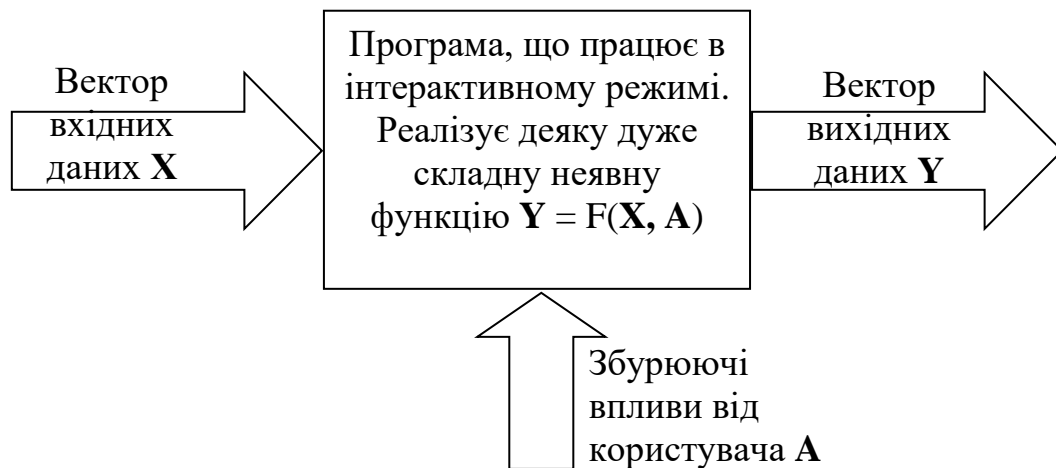 Вектор
вхідних
даних X
Програма, що працює в
інтерактивному режимі.
Реалізує деяку дуже
складну неявну
функцію Y = F(X, A)
Вектор
вихідних
даних Y
Збурюючі
впливи від
користувача A